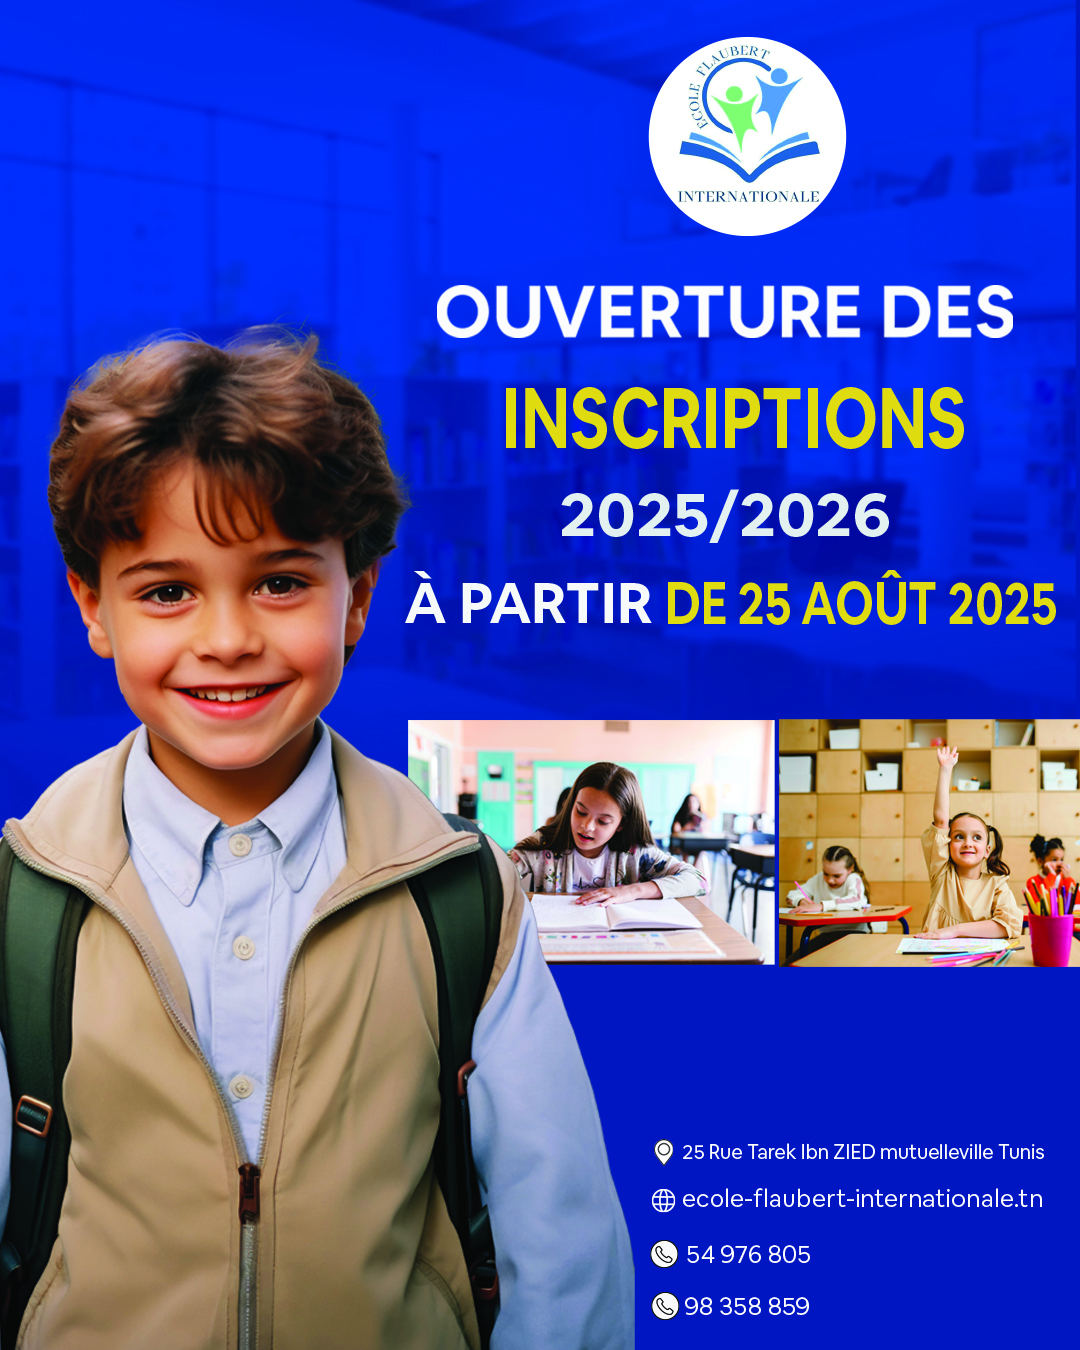 ECOLE FLAUBERT
INTERNATIONALE
OUVERTURE DES
INSCRIPTIONS
2025/2026
À PARTIR DE 25 AOÛT 2025
25 Rue Tarek Ibn ZIED mutuelleville Tunis
ecole-flaubert-internationale.tn
54 976 805
98 358 859